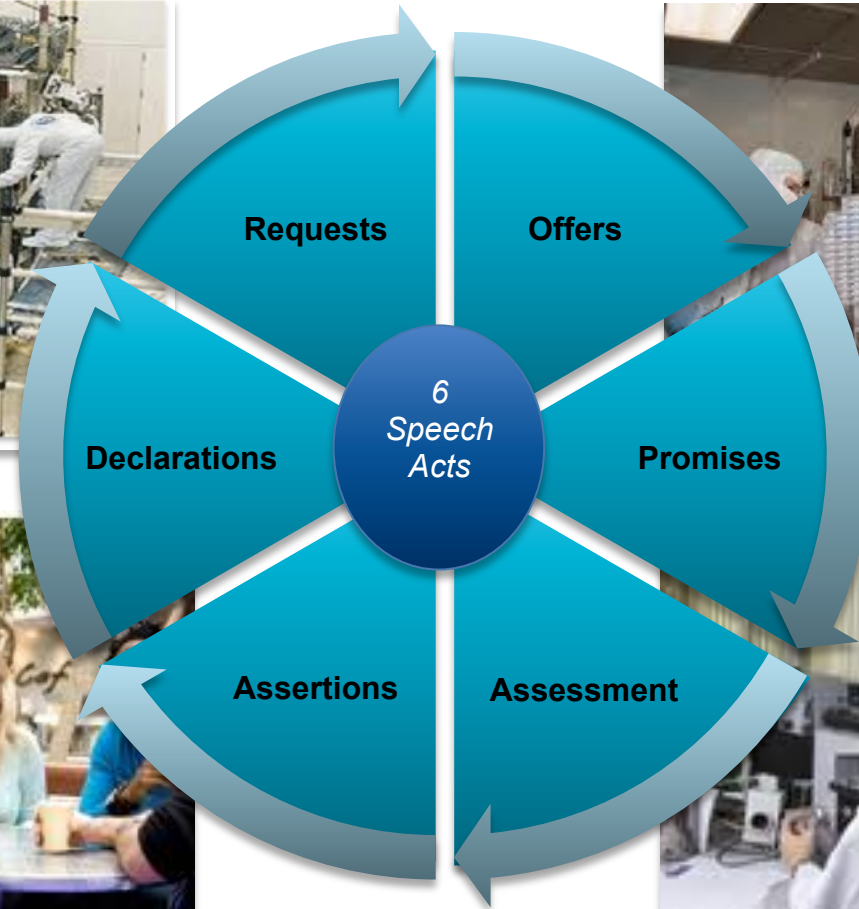 Requests
Offers
6
Speech
Acts
Declarations
Promises
Assertions
Assessment